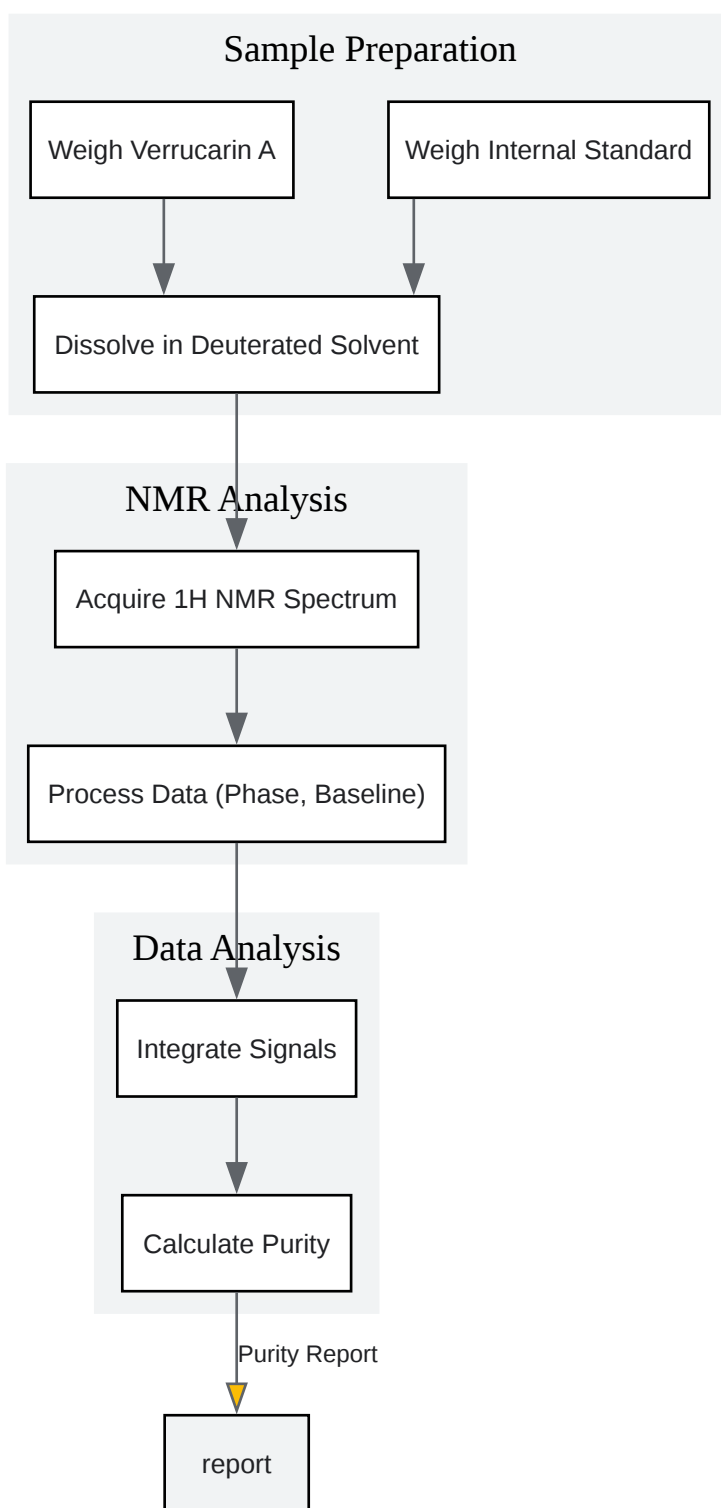 Sample Preparation
Weigh Verrucarin A
Weigh Internal Standard
Dissolve in Deuterated Solvent
NMR Analysis
Acquire 1H NMR Spectrum
Process Data (Phase, Baseline)
Data Analysis
Integrate Signals
Calculate Purity
Purity Report
report